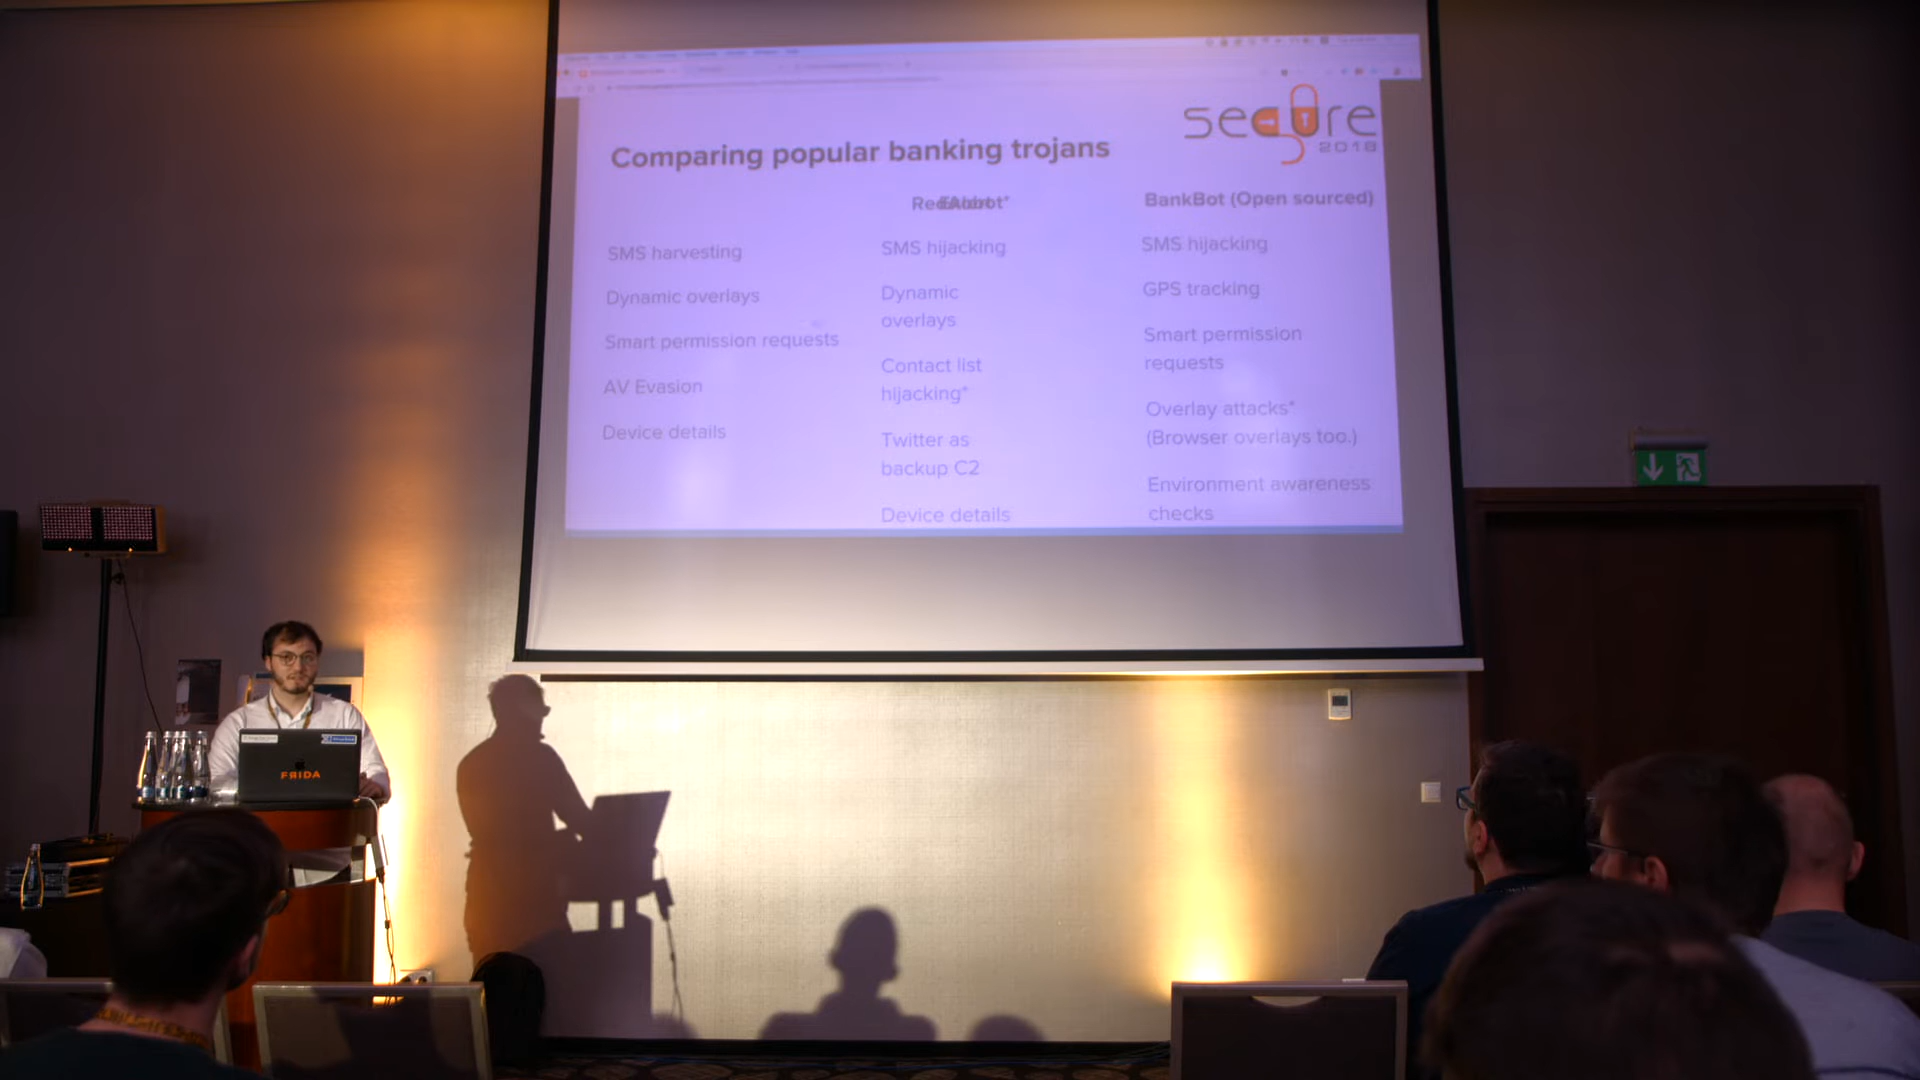 secure
2018
Comparing popular banking trojans
BankBot (Open sourced)
SMS harvesting
Dynamic overlays
Smart permission requests
AV Evasion
Device details
SMS hijacking
Dynamic
overlays
Contact list
hijacking*
Twitter as
backup C2
Device details
SMS hijacking
GPS tracking
Smart permission
requests
Overlay attacks*
(Browser overlays too.)
Environment awareness
checks
FRIDA